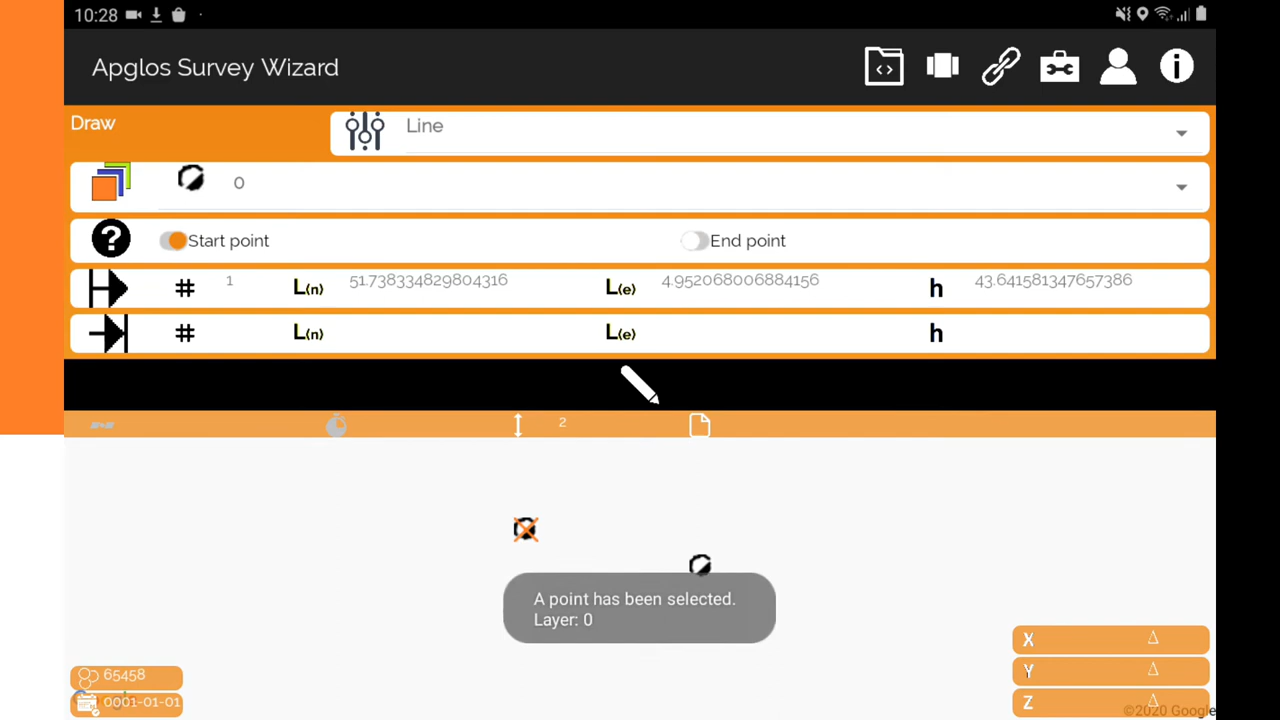 10:28
Apglos Survey Wizard
Draw
Line
0
Start point
End point
# 1 L(n) 51.738334829804316 L(e) 4.952068006884156 h 43.641581347657386
# L(n) L(e) h
2
A point has been selected.
Layer: 0
65458
0001-01-01
X Δ
Y Δ
Z Δ
©2020 Google